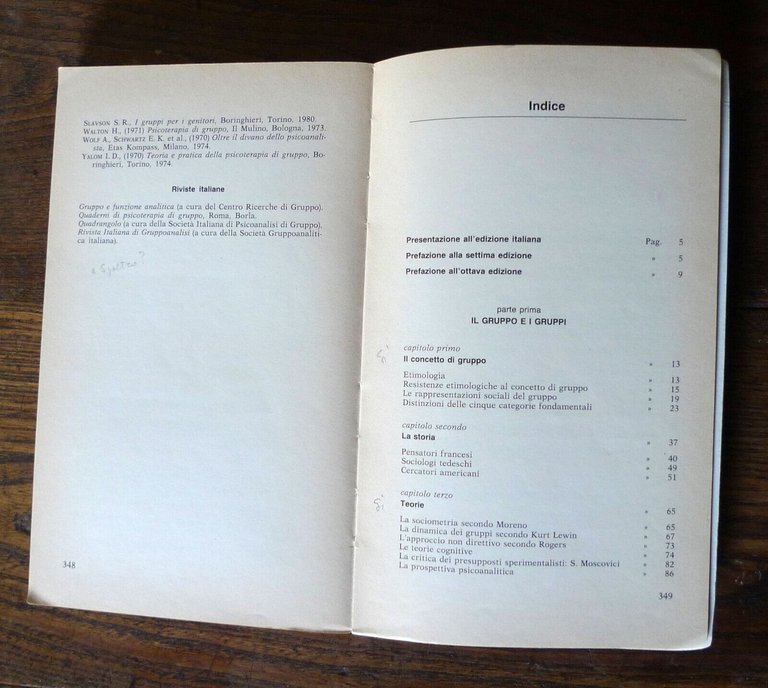 SLAVSON S. R., I gruppi per i genitori, Boringhieri, Torino, 1980.
WALTON H., (1971) Psicoterapia di gruppo, Il Mulino, Bologna, 1973.
WOLF A., SCHWARTZ E. K. et al., (1970) Oltre il divano dello psicoanali-
sta, Etas Kompass, Milano, 1974.
YALOM I. D., (1970) Teoria e pratica della psicoterapia di gruppo, Bo-
ringhieri, Torino, 1974.
Riviste italiane
Gruppo e funzione analitica (a cura del Centro Ricerche di Gruppo).
Quaderni di psicoterapia di gruppo, Roma, Borla.
Quadrangolo (a cura della Società Italiana di Psicoanalisi di Gruppo).
Rivista Italiana di Gruppoanalisi (a cura della Società Gruppoanaliti-
ca italiana).
348
Indice
Presentazione all'edizione italiana Pag. 5
Prefazione alla settima edizione » 5
Prefazione all'ottava edizione » 9
parte prima
IL GRUPPO E I GRUPPI
capitolo primo
sì Il concetto di gruppo » 13
Etimologia » 13
Resistenze etimologiche al concetto di gruppo » 15
Le rappresentazioni sociali del gruppo » 19
Distinzioni delle cinque categorie fondamentali » 23
capitolo secondo
La storia » 37
Pensatori francesi » 40
Sociologi tedeschi » 49
Cercatori americani » 51
capitolo terzo
sì Teorie » 65
La sociometria secondo Moreno » 65
La dinamica dei gruppi secondo Kurt Lewin » 67
L'approccio non direttivo secondo Rogers » 73
Le teorie cognitive » 74
La critica dei presupposti sperimentalisti: S. Moscovici » 82
La prospettiva psicoanalitica » 86
349